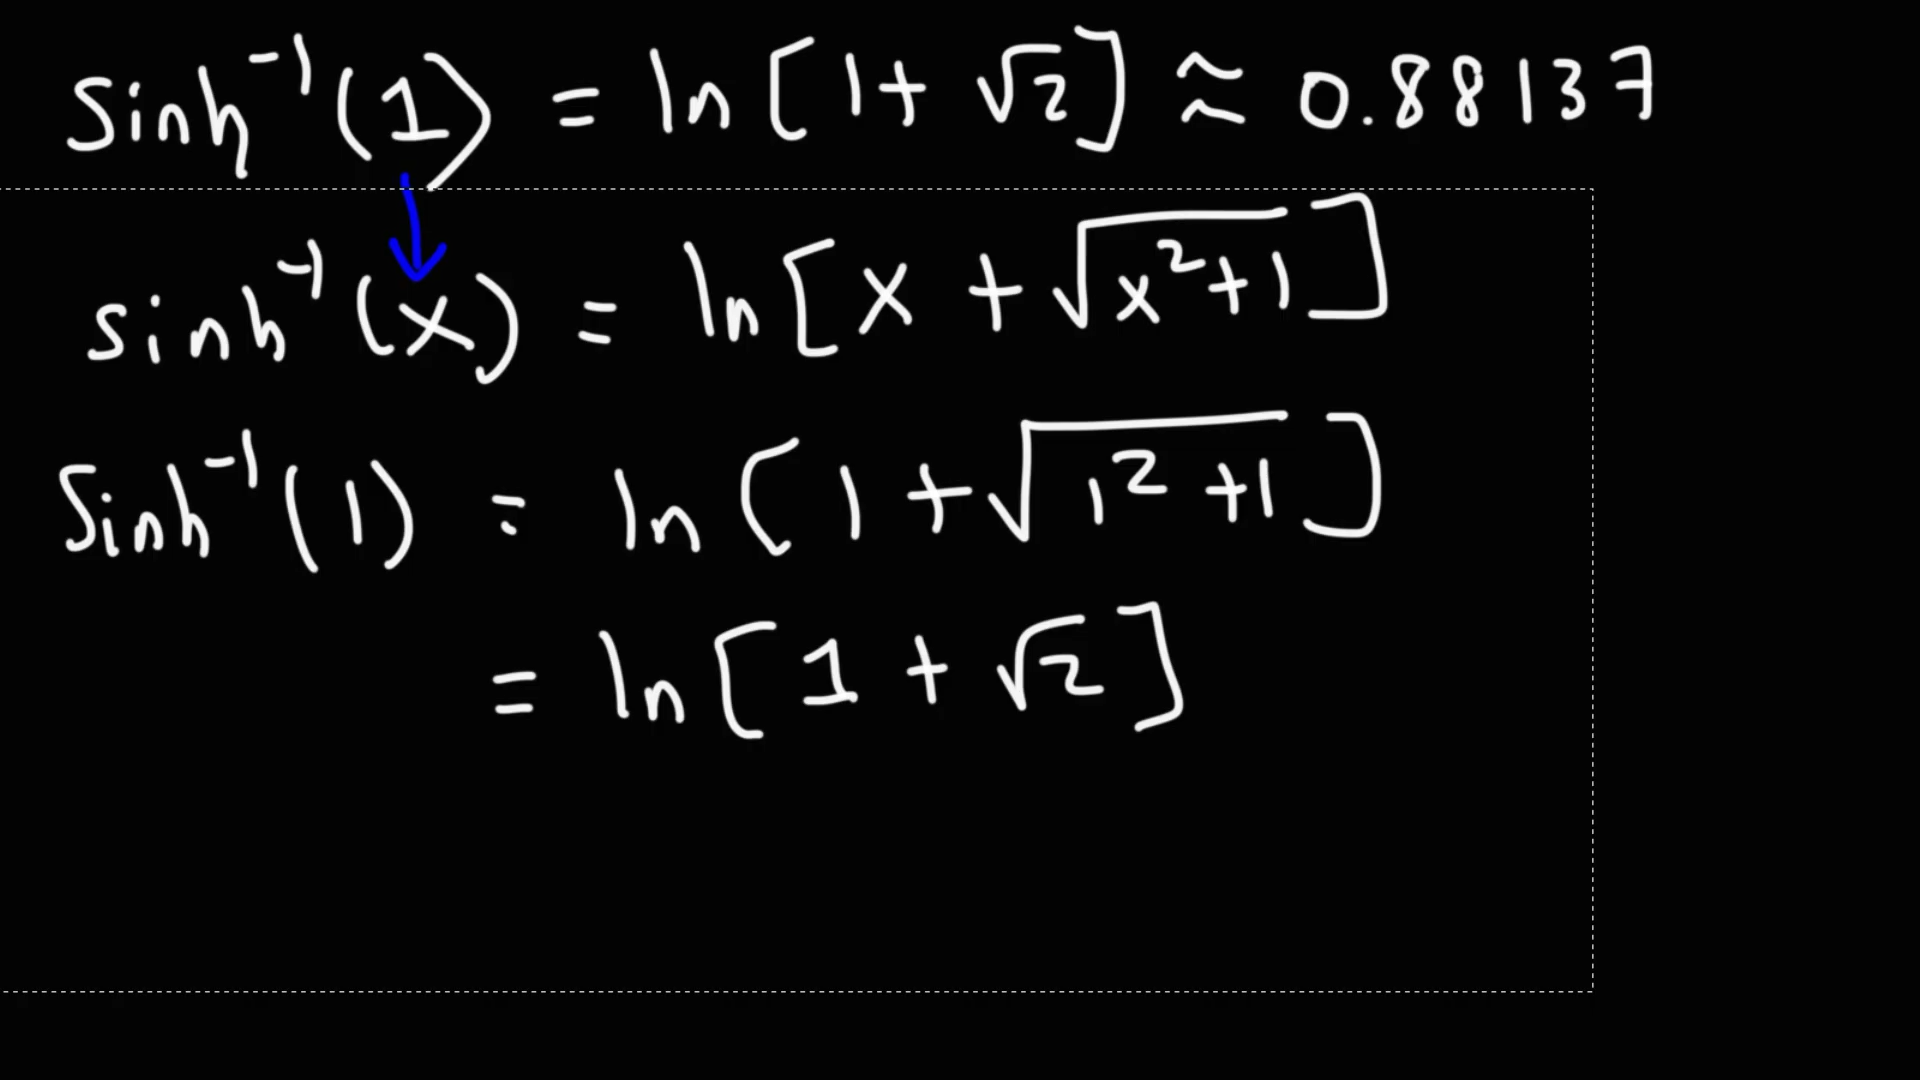 Sinh⁻¹(1) = ln[1+ √2] ≈ 0.88137
sinh⁻¹(x) = ln[x + √x²+1]
Sinh⁻¹(1) = ln(1+√1²+1]
= ln[1 + √2]